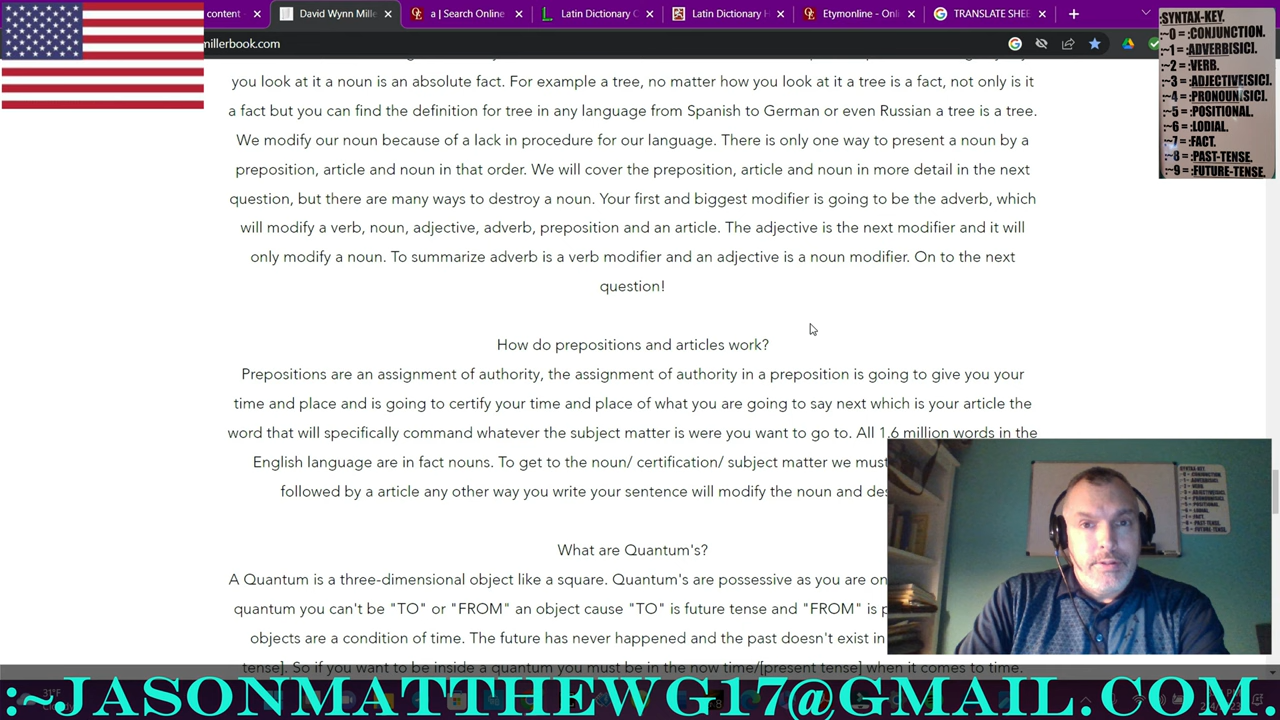 content
David Wynn Mille
a | Search Online
Latin Dictionary
Latin Dictionary
Etymonline - Onl
TRANSLATE SHEE
millerbook.com
you look at it a noun is an absolute fact. For example a tree, no matter how you look at it a tree is a fact, not only is it
a fact but you can find the definition of treein any language from Spanish to German or even Russian a tree is a tree.
We modify our noun because of a lack in procedure for our language. There is only one way to present a noun by a
preposition, article and noun in that order. We will cover the preposition, article and noun in more detail in the next
question, but there are many ways to destroy a noun. Your first and biggest modifier is going to be the adverb, which
will modify a verb, noun, adjective, adverb, preposition and an article. The adjective is the next modifier and it will
only modify a noun. To summarize adverb is a verb modifier and an adjective is a noun modifier. On to the next
question!
How do prepositions and articles work?
Prepositions are an assignment of authority, the assignment of authority in a preposition is going to give you your
time and place and is going to certify your time and place of what you are going to say next which is your article the
word that will specifically command whatever the subject matter is were you want to go to. All 1.6 million words in the
English language are in fact nouns. To get to the noun/ certification/ subject matter we must
followed by a article any other way you write your sentence will modify the noun and des
What are Quantum's?
A Quantum is a three-dimensional object like a square. Quantum's are possessive as you are on
quantum you can't be "TO" or "FROM" an object cause "TO" is future tense and "FROM" is p
objects are a condition of time. The future has never happened and the past doesn't exist in
tense]. So if you want to be inside a quantum you must be in the now time/[present tense] when it comes to time.
:SYNTAX-KEY.
:~0 = :CONJUNCTION.
:~1 = :ADVERB[SIC].
:~2 = :VERB.
:~3 = :ADJECTIVE[SIC].
:~4 = :PRONOUN[SIC].
:~5 = :POSITIONAL.
:~6 = :LODIAL.
:~7 = :FACT.
:~8 = :PAST-TENSE.
:~9 = :FUTURE-TENSE.
31°F
:~JASONMATTHEWG17@GMAIL.COM.